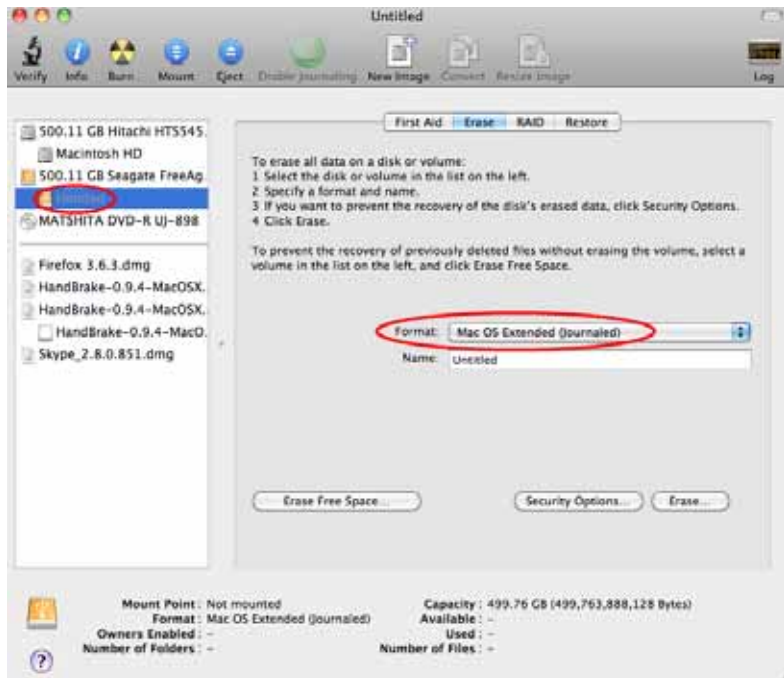 Untitled
Verify Info Burn Mount Eject Enable Journaling New Image Convert Resize Image Log
500.11 GB Hitachi HTS545.
Macintosh HD
500.11 GB Seagate FreeAg
Untitled
MATSHITA DVD-R UJ-898
Firefox 3.6.3.dmg
HandBrake-0.9.4-MacOSX.
HandBrake-0.9.4-MacOSX.
HandBrake-0.9.4-MacO.
Skype_2.8.0.851.dmg
First Aid Erase RAID Restore
To erase all data on a disk or volume:
1 Select the disk or volume in the list on the left.
2 Specify a format and name.
3 If you want to prevent the recovery of the disk's erased data, click Security Options.
4 Click Erase.
To prevent the recovery of previously deleted files without erasing the volume, select a
volume in the list on the left, and click Erase Free Space.
Format: Mac OS Extended (Journaled)
Name: Untitled
Erase Free Space... Security Options... Erase...
Mount Point : Not mounted Capacity : 499.76 GB (499,763,888,128 Bytes)
Format : Mac OS Extended (Journaled) Available : -
Owners Enabled : - Used : -
Number of Folders : - Number of Files : -
?